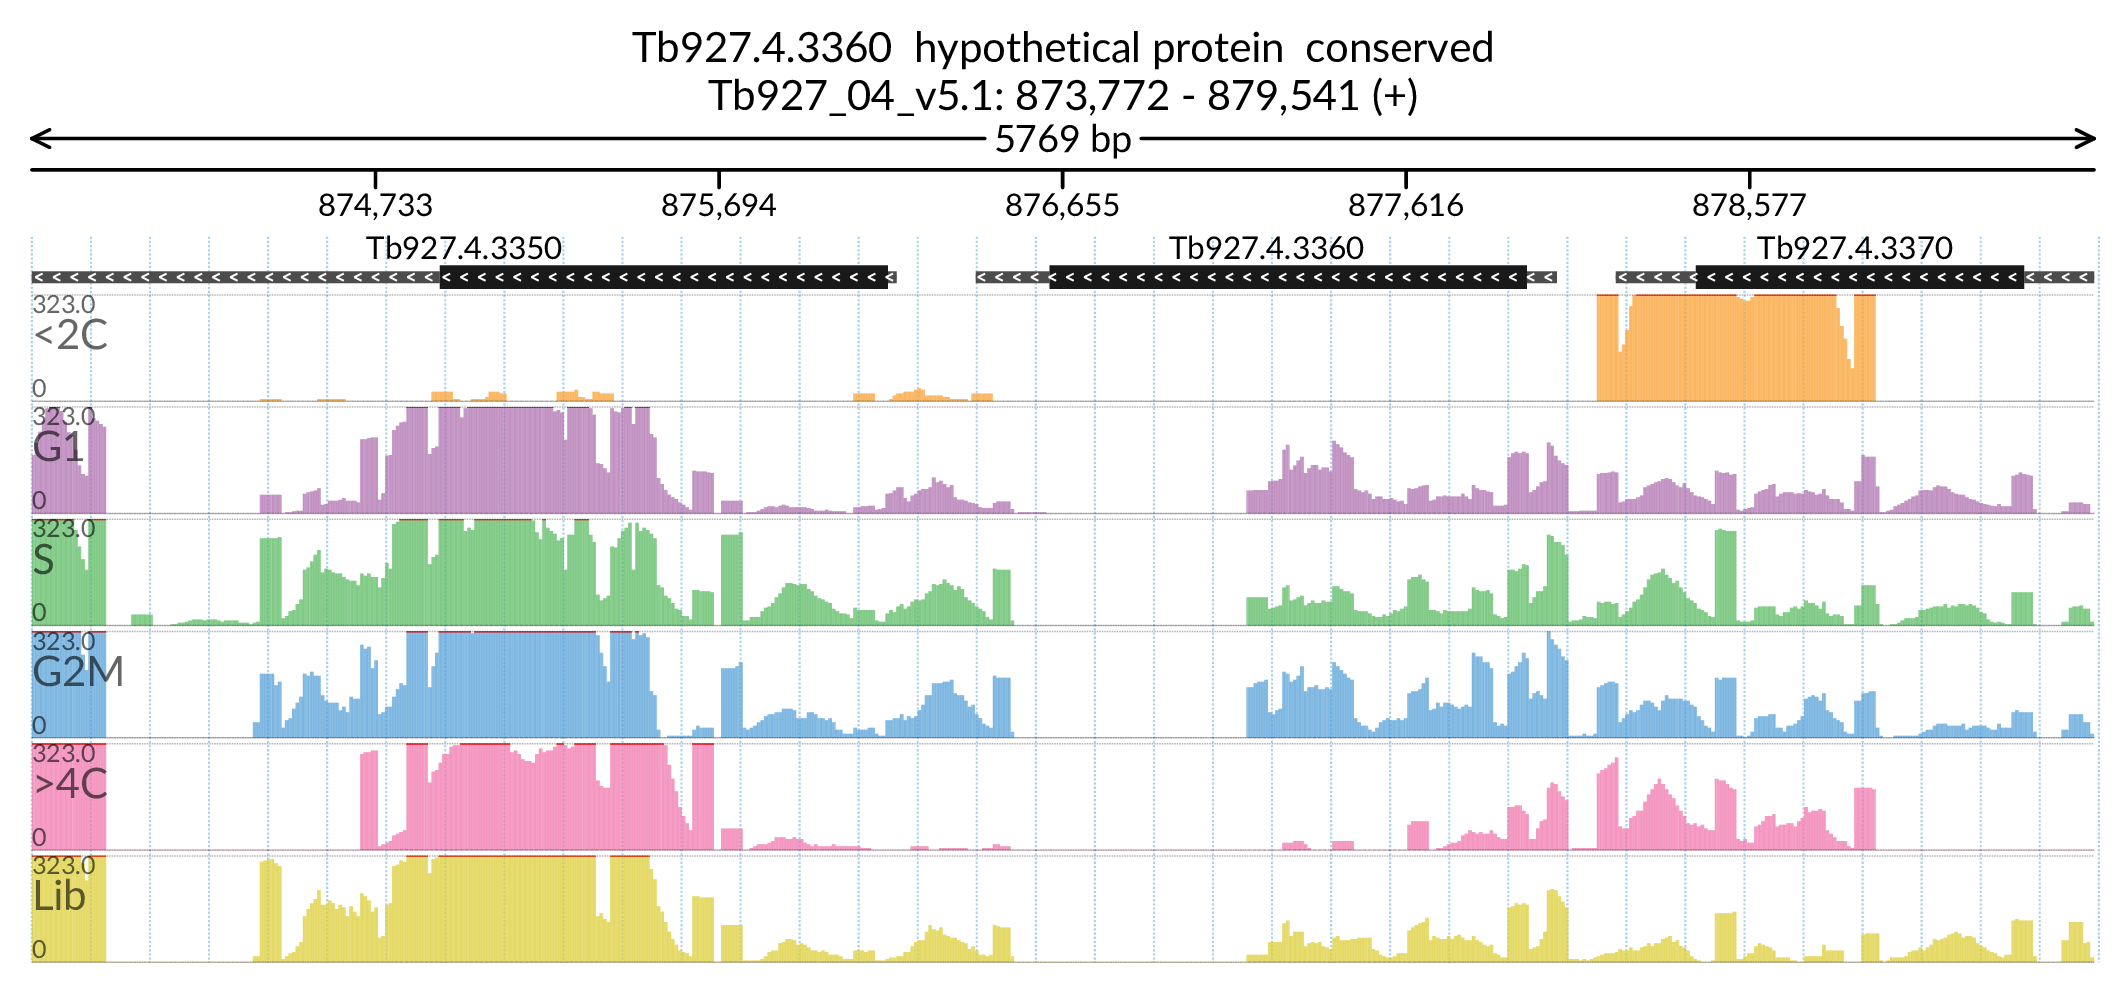 Tb927.4.3360  hypothetical protein  conserved
Tb927_04_v5.1: 873,772 - 879,541 (+)
5769 bp
874,733 875,694 876,655 877,616 878,577
Tb927.4.3350 Tb927.4.3360 Tb927.4.3370
323.0
<2C
0
323.0
G1
0
323.0
S
0
323.0
G2M
0
323.0
>4C
0
323.0
Lib
0